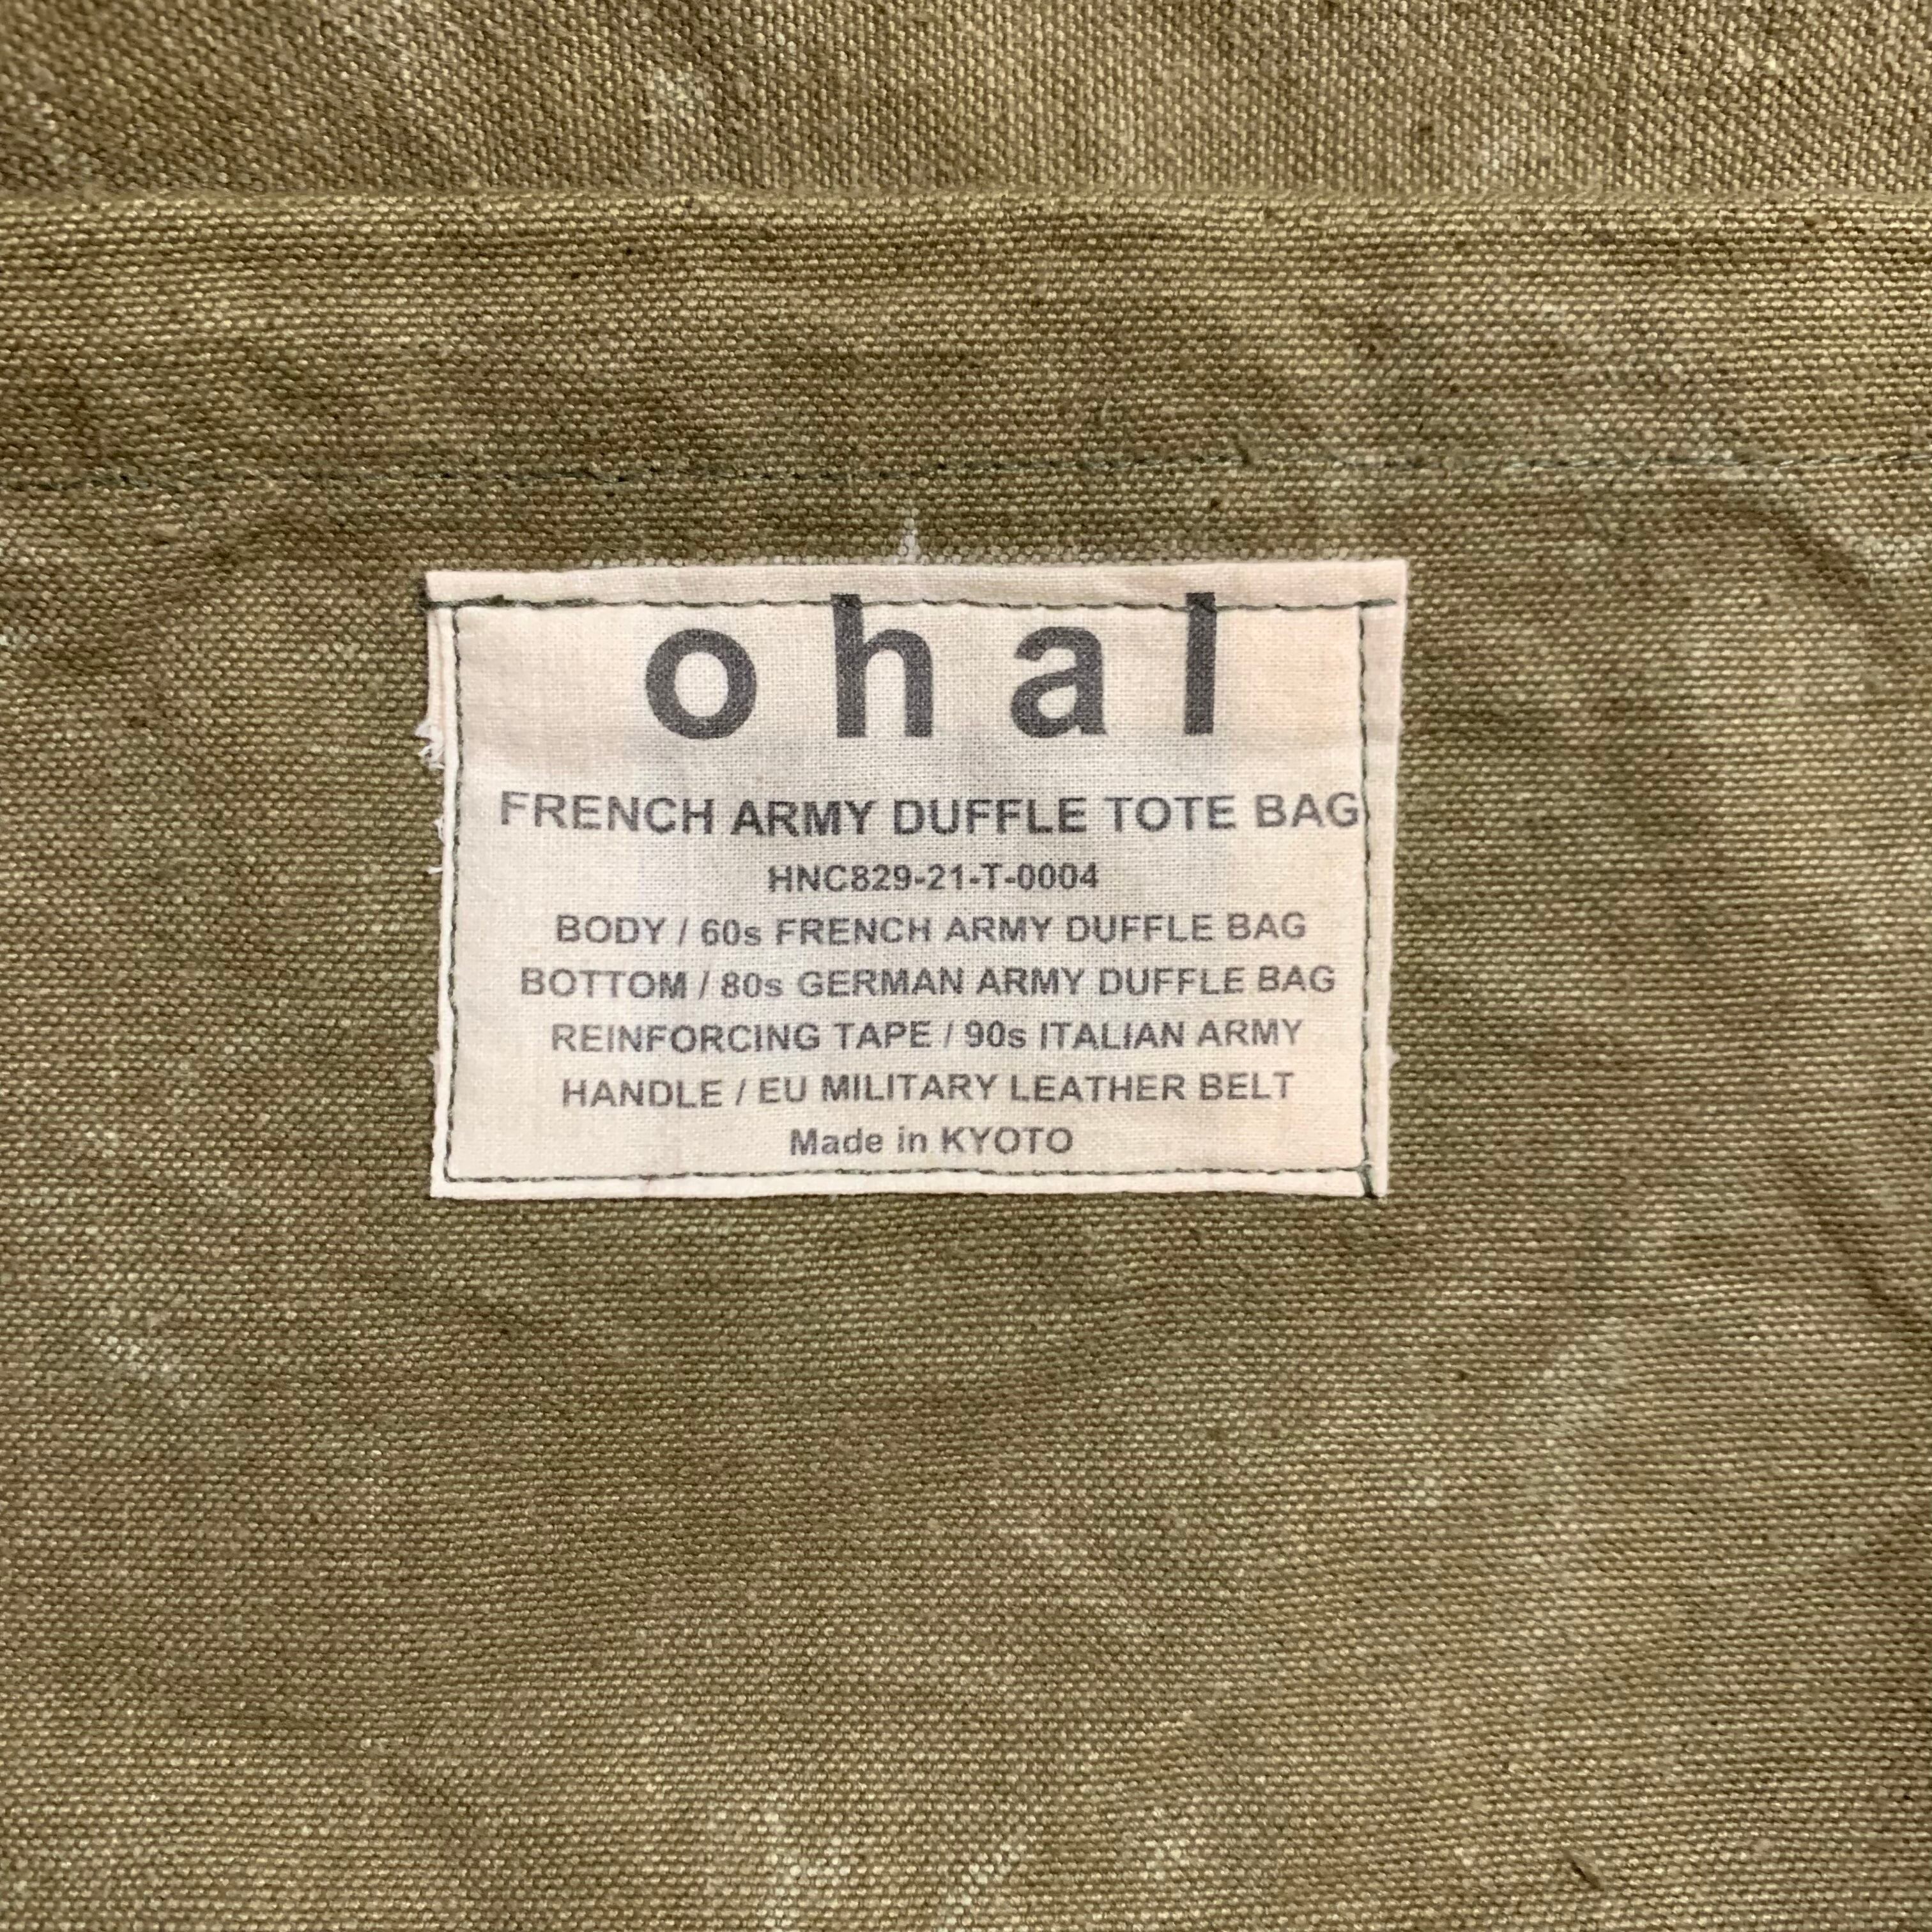 ohal
FRENCH ARMY DUFFLE TOTE BAG
HNC829-21-T-0004
BODY / 60s FRENCH ARMY DUFFLE BAG
BOTTOM / 80s GERMAN ARMY DUFFLE BAG
REINFORCING TAPE / 90s ITALIAN ARMY
HANDLE / EU MILITARY LEATHER BELT
Made in KYOTO